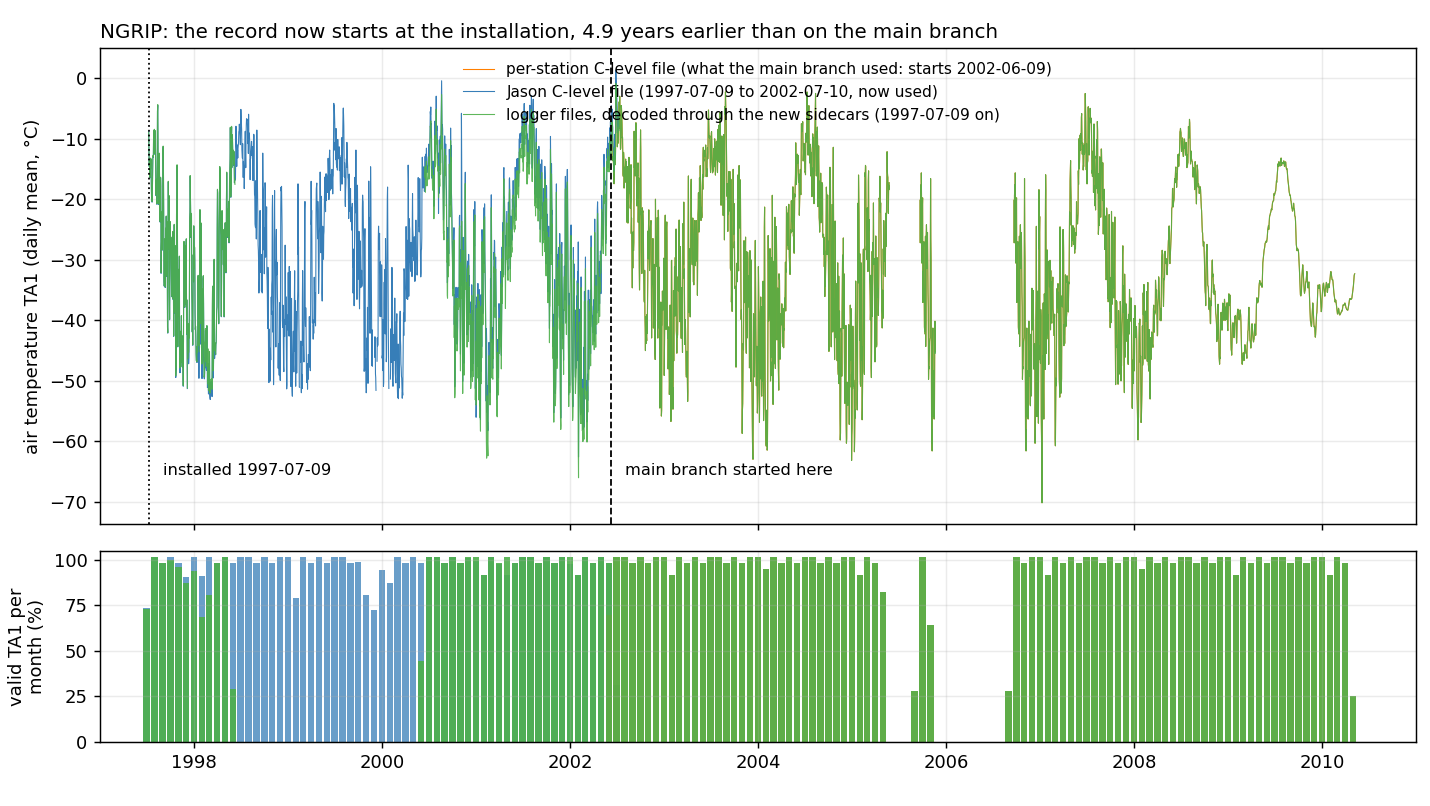 NGRIP: the record now starts at the installation, 4.9 years earlier than on the main branch
per-station C-level file (what the main branch used: starts 2002-06-09)
Jason C-level file (1997-07-09 to 2002-07-10, now used)
logger files, decoded through the new sidecars (1997-07-09 on)
air temperature TA1 (daily mean, °C)
0
−10
−20
−30
−40
−50
−60
−70
installed 1997-07-09
main branch started here
valid TA1 per
month (%)
100
75
50
25
0
1998
2000
2002
2004
2006
2008
2010